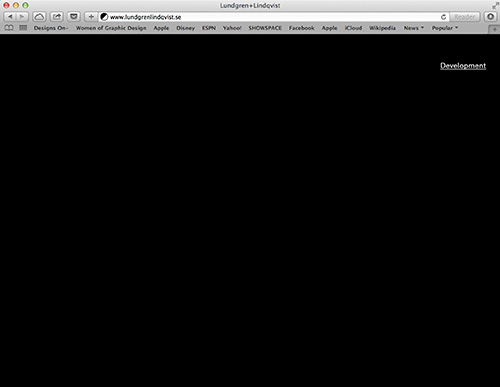 Lundgren+Lindqvist
www.lundgrenlindqvist.se
Reader
Designs On– Women of Graphic Design Apple Disney ESPN Yahoo! SHOWSPACE Facebook Apple iCloud Wikipedia News Popular
Development